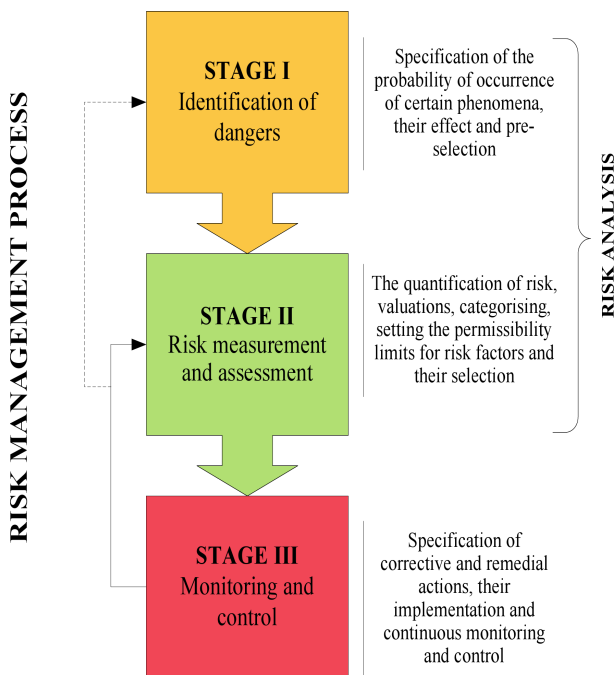 RISK MANAGEMENT PROCESS
STAGE I
Identification of
dangers
Specification of the
probability of occurrence
of certain phenomena,
their effect and pre-
selection
RISK ANALYSIS
STAGE II
Risk measurement
and assessment
The quantification of risk,
valuations, categorising,
setting the permissibility
limits for risk factors and
their selection
STAGE III
Monitoring and
control
Specification of
corrective and remedial
actions, their
implementation and
continuous monitoring
and control